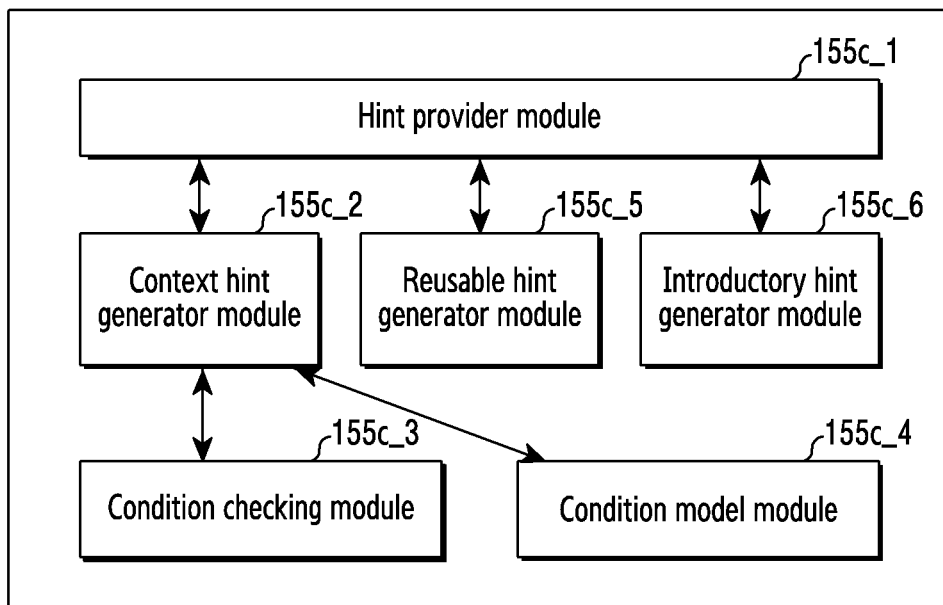 155c_1
Hint provider module
155c_2
155c_5
155c_6
Context hint
generator module
Reusable hint
generator module
Introductory hint
generator module
155c_3
155c_4
Condition checking module
Condition model module